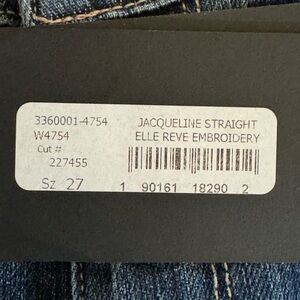 3360001-4754 JACQUELINE STRAIGHT
W4754 ELLE REVE EMBROIDERY
Cut #
227455
Sz 27 1 90161 18290 2